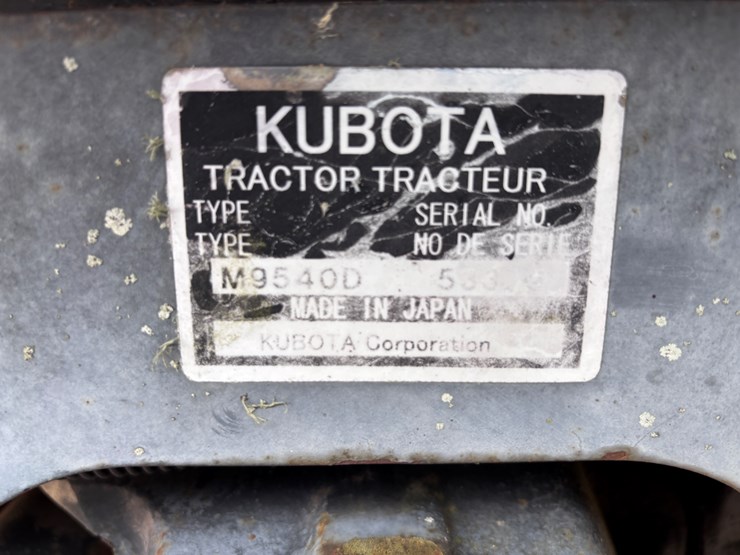 KUBOTA
TRACTOR TRACTEUR
TYPE SERIAL NO.
TYPE NO DE SERIE
M9540D
MADE IN JAPAN
KUBOTA Corporation